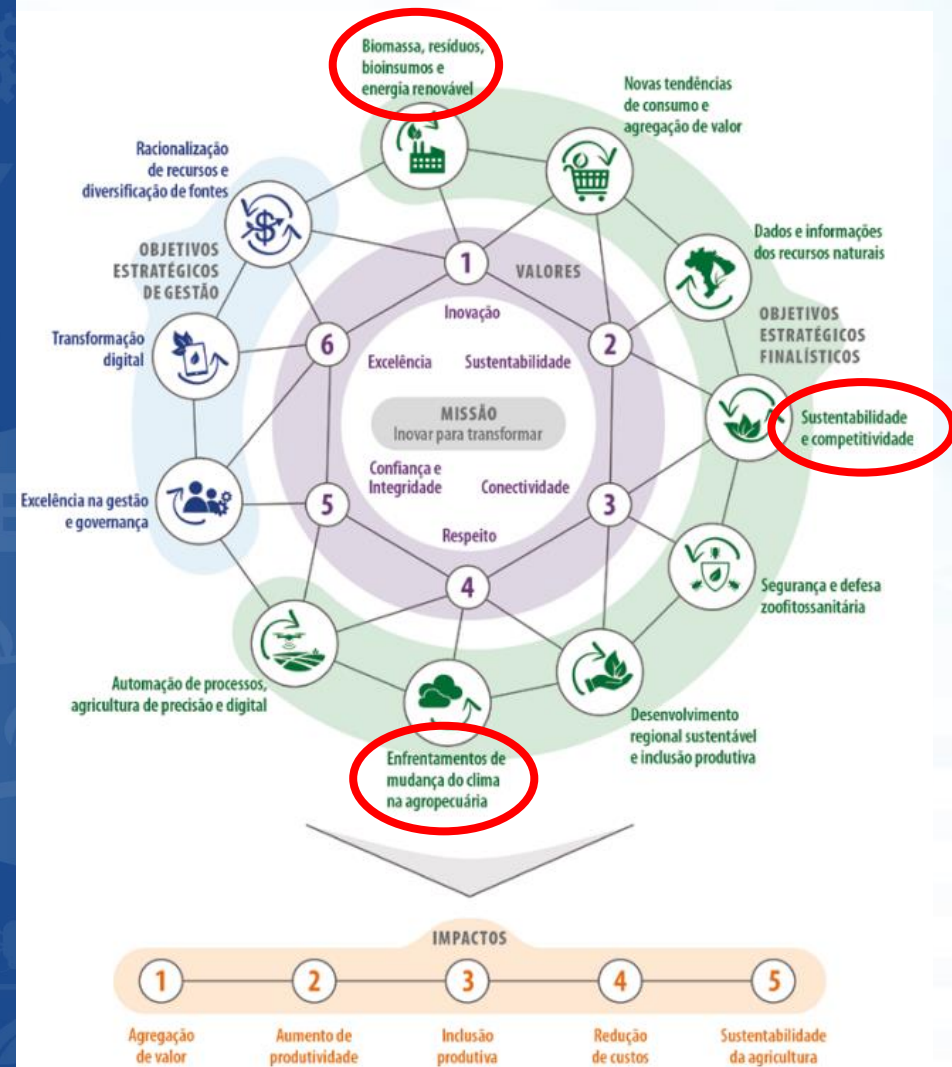 Biomassa, resíduos,
bioinsumos e
energia renovável
Novas tendências
de consumo e
agregação de valor
Racionalização
de recursos e
diversificação de fontes
Dados e informações
dos recursos naturais
OBJETIVOS
ESTRATÉGICOS
DE GESTÃO
1
VALORES
Inovação
OBJETIVOS
ESTRATÉGICOS
FINALÍSTICOS
Transformação
digital
6
2
Excelência
Sustentabilidade
MISSÃO
Inovar para transformar
Sustentabilidade
e competitividade
Confiança e
Integridade
Conectividade
Excelência na gestão
e governança
5
3
Respeito
4
Segurança e defesa
zoofitossanitária
Automação de processos,
agricultura de precisão e digital
Desenvolvimento
regional sustentável
e inclusão produtiva
Enfrentamentos de
mudança do clima
na agropecuária
IMPACTOS
1
2
3
4
5
Agregação
de valor
Aumento de
produtividade
Inclusão
produtiva
Redução
de custos
Sustentabilidade
da agricultura